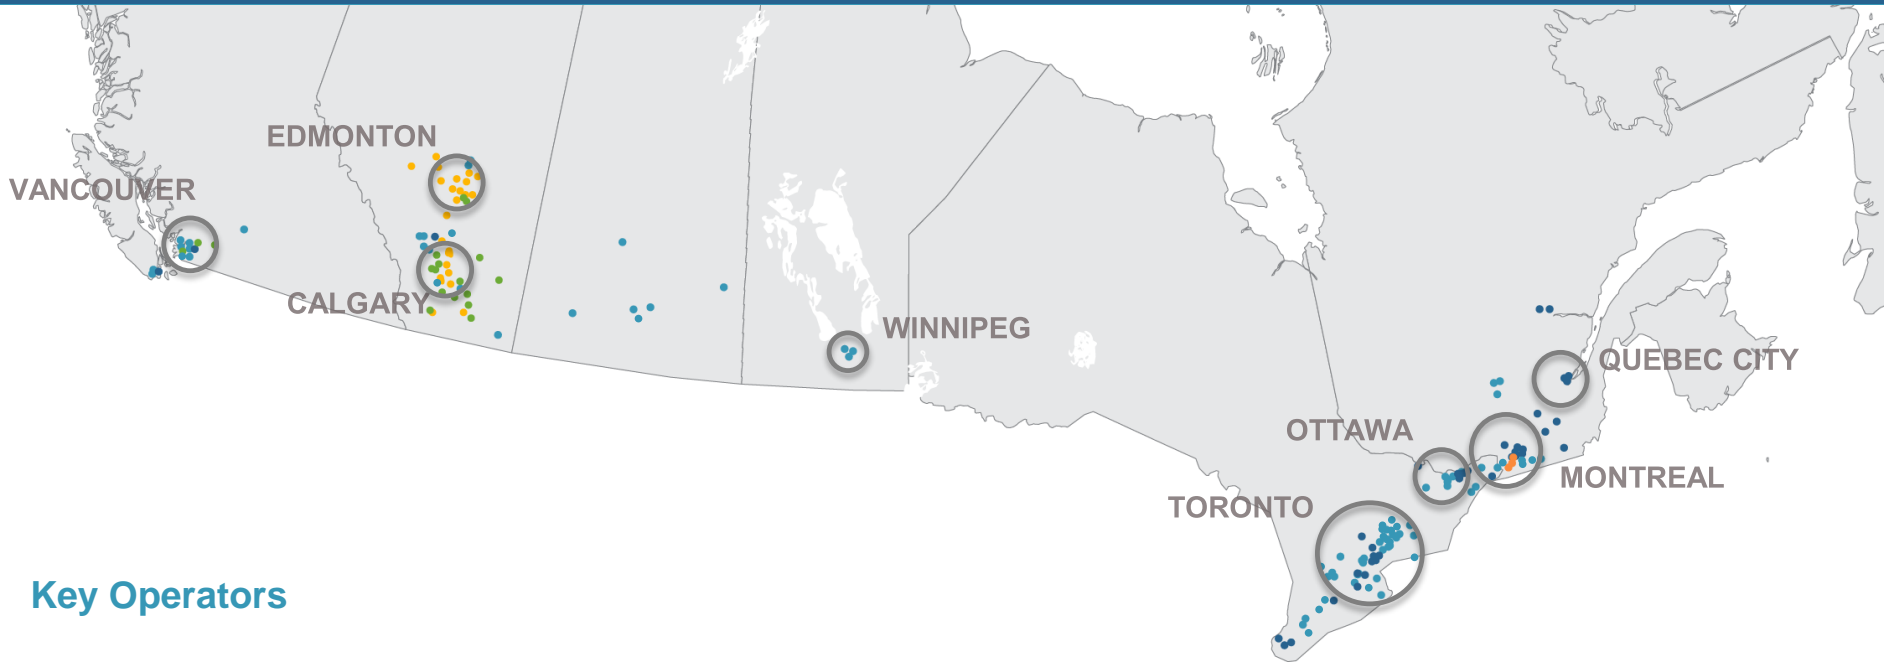 EDMONTON
VANCOUVER
CALGARY
WINNIPEG
QUEBEC CITY
OTTAWA
MONTREAL
TORONTO
Key Operators